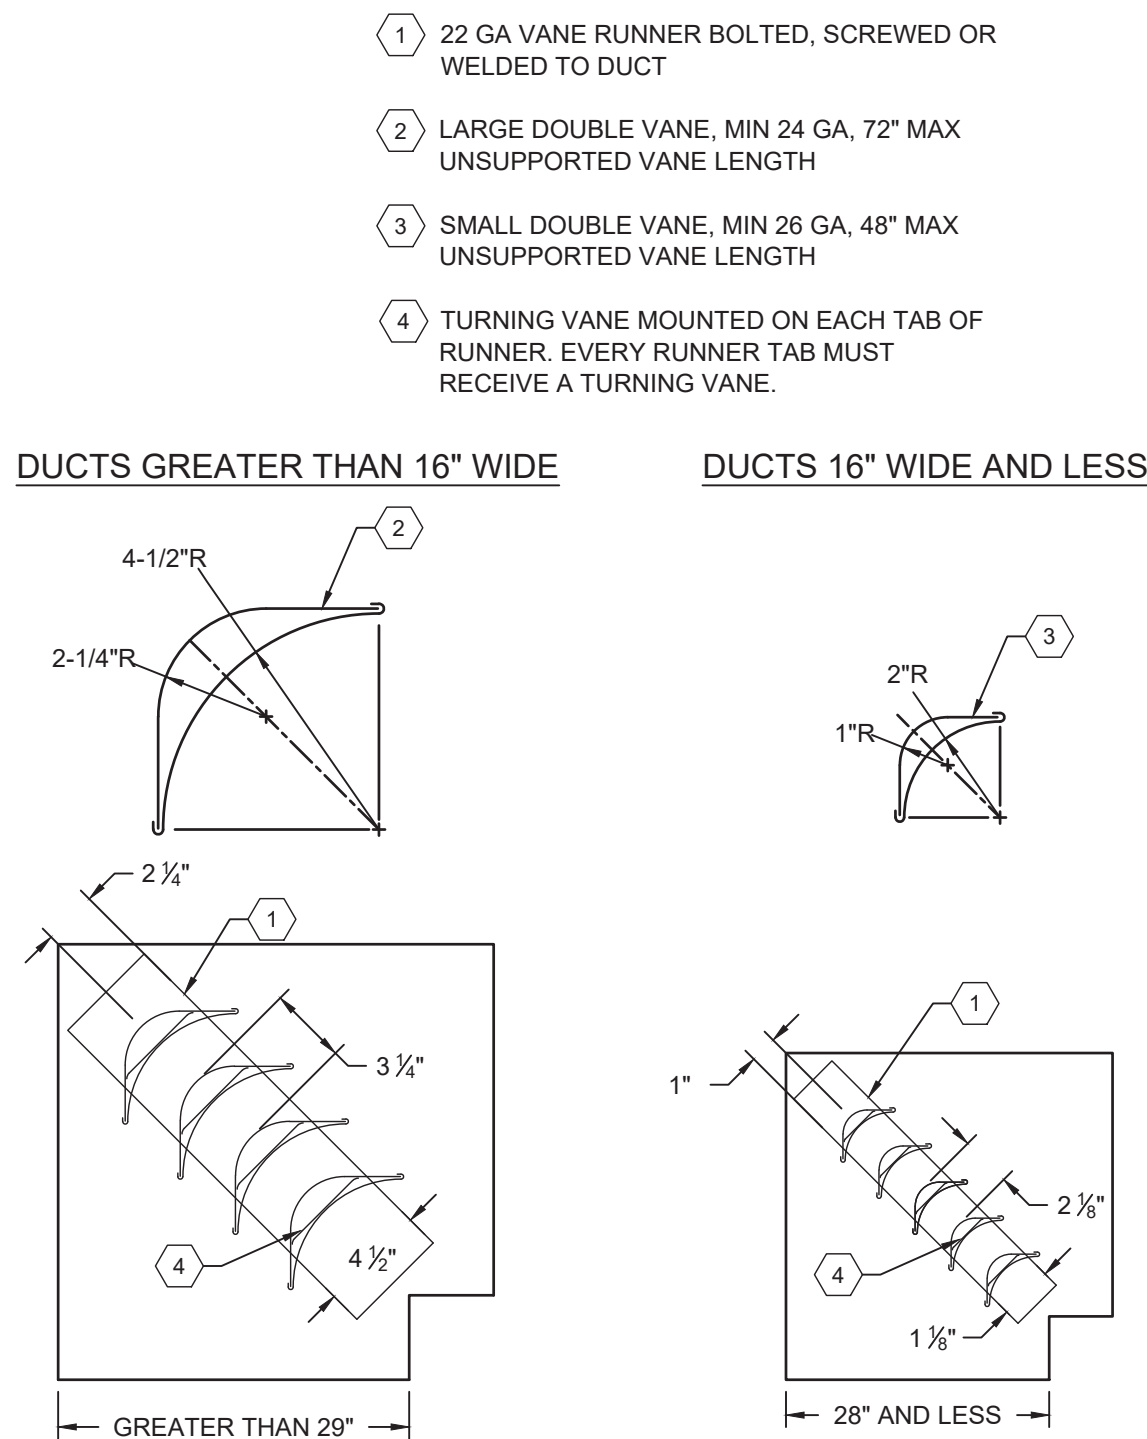 1
22 GA VANE RUNNER BOLTED, SCREWED OR
WELDED TO DUCT
2
LARGE DOUBLE VANE, MIN 24 GA, 72" MAX
UNSUPPORTED VANE LENGTH
3
SMALL DOUBLE VANE, MIN 26 GA, 48" MAX
UNSUPPORTED VANE LENGTH
4
TURNING VANE MOUNTED ON EACH TAB OF
RUNNER. EVERY RUNNER TAB MUST
RECEIVE A TURNING VANE.
DUCTS GREATER THAN 16" WIDE
2
4-1/2"R
2-1/4"R
2 1/4"
1
3 1/4"
4
4 1/2"
GREATER THAN 29"
DUCTS 16" WIDE AND LESS
3
2"R
1"R
1
1"
2 1/8"
4
1 1/8"
28" AND LESS